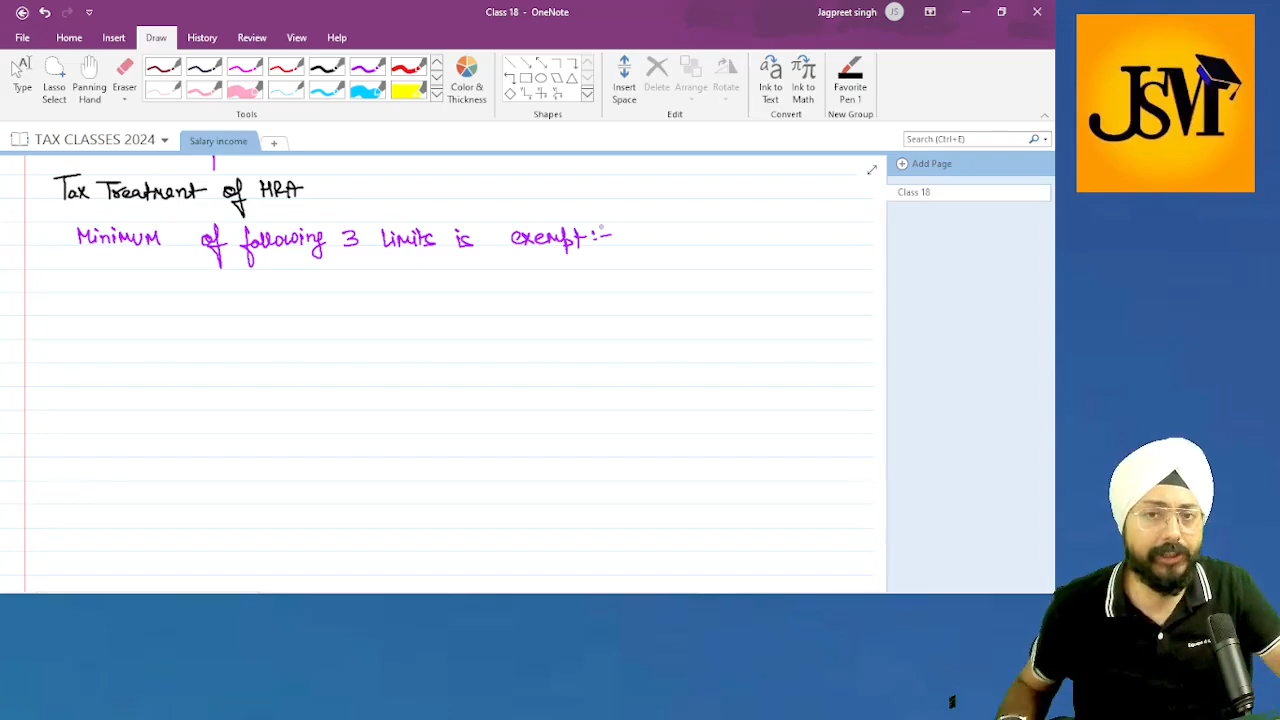 Class 18 - OneNote
Jagpreet singh JS
File Home Insert Draw History Review View Help
Type
Lasso Select
Panning Hand
Eraser
Color & Thickness
Insert Space
Delete
Arrange
Rotate
Ink to Text
Ink to Math
Favorite Pen 1
Tools Shapes Edit Convert New Group
TAX CLASSES 2024 Salary income Search (Ctrl+E)
Add Page
Class 18
Tax Treatment of HRA
Minimum of following 3 limits is exempt:-
JSM